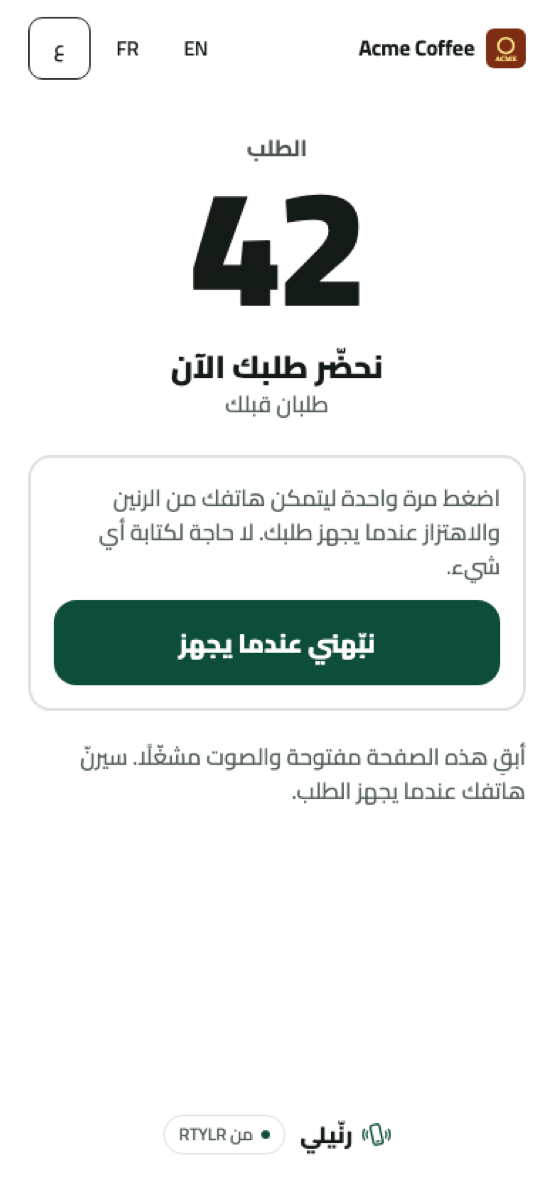 ACME
Acme Coffee
EN
FR
ع
الطلب
42
نحضّر طلبك الآن
طلبان قبلك
اضغط مرة واحدة ليتمكن هاتفك من الرنين
والاهتزاز عندما يجهز طلبك. لا حاجة لكتابة أي
شيء.
نبّهني عندما يجهز
أبقِ هذه الصفحة مفتوحة والصوت مشغّلًا. سيرنّ
هاتفك عندما يجهز الطلب.
رنّيلي
من RTYLR